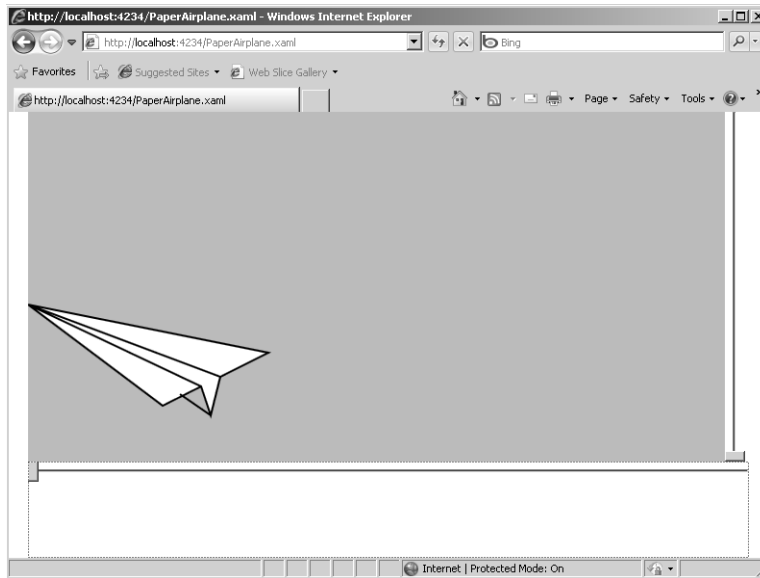 http://localhost:4234/PaperAirplane.xaml - Windows Internet Explorer
http://localhost:4234/PaperAirplane.xaml Bing
Favorites Suggested Sites Web Slice Gallery
http://localhost:4234/PaperAirplane.xaml Page Safety Tools
Internet | Protected Mode: On